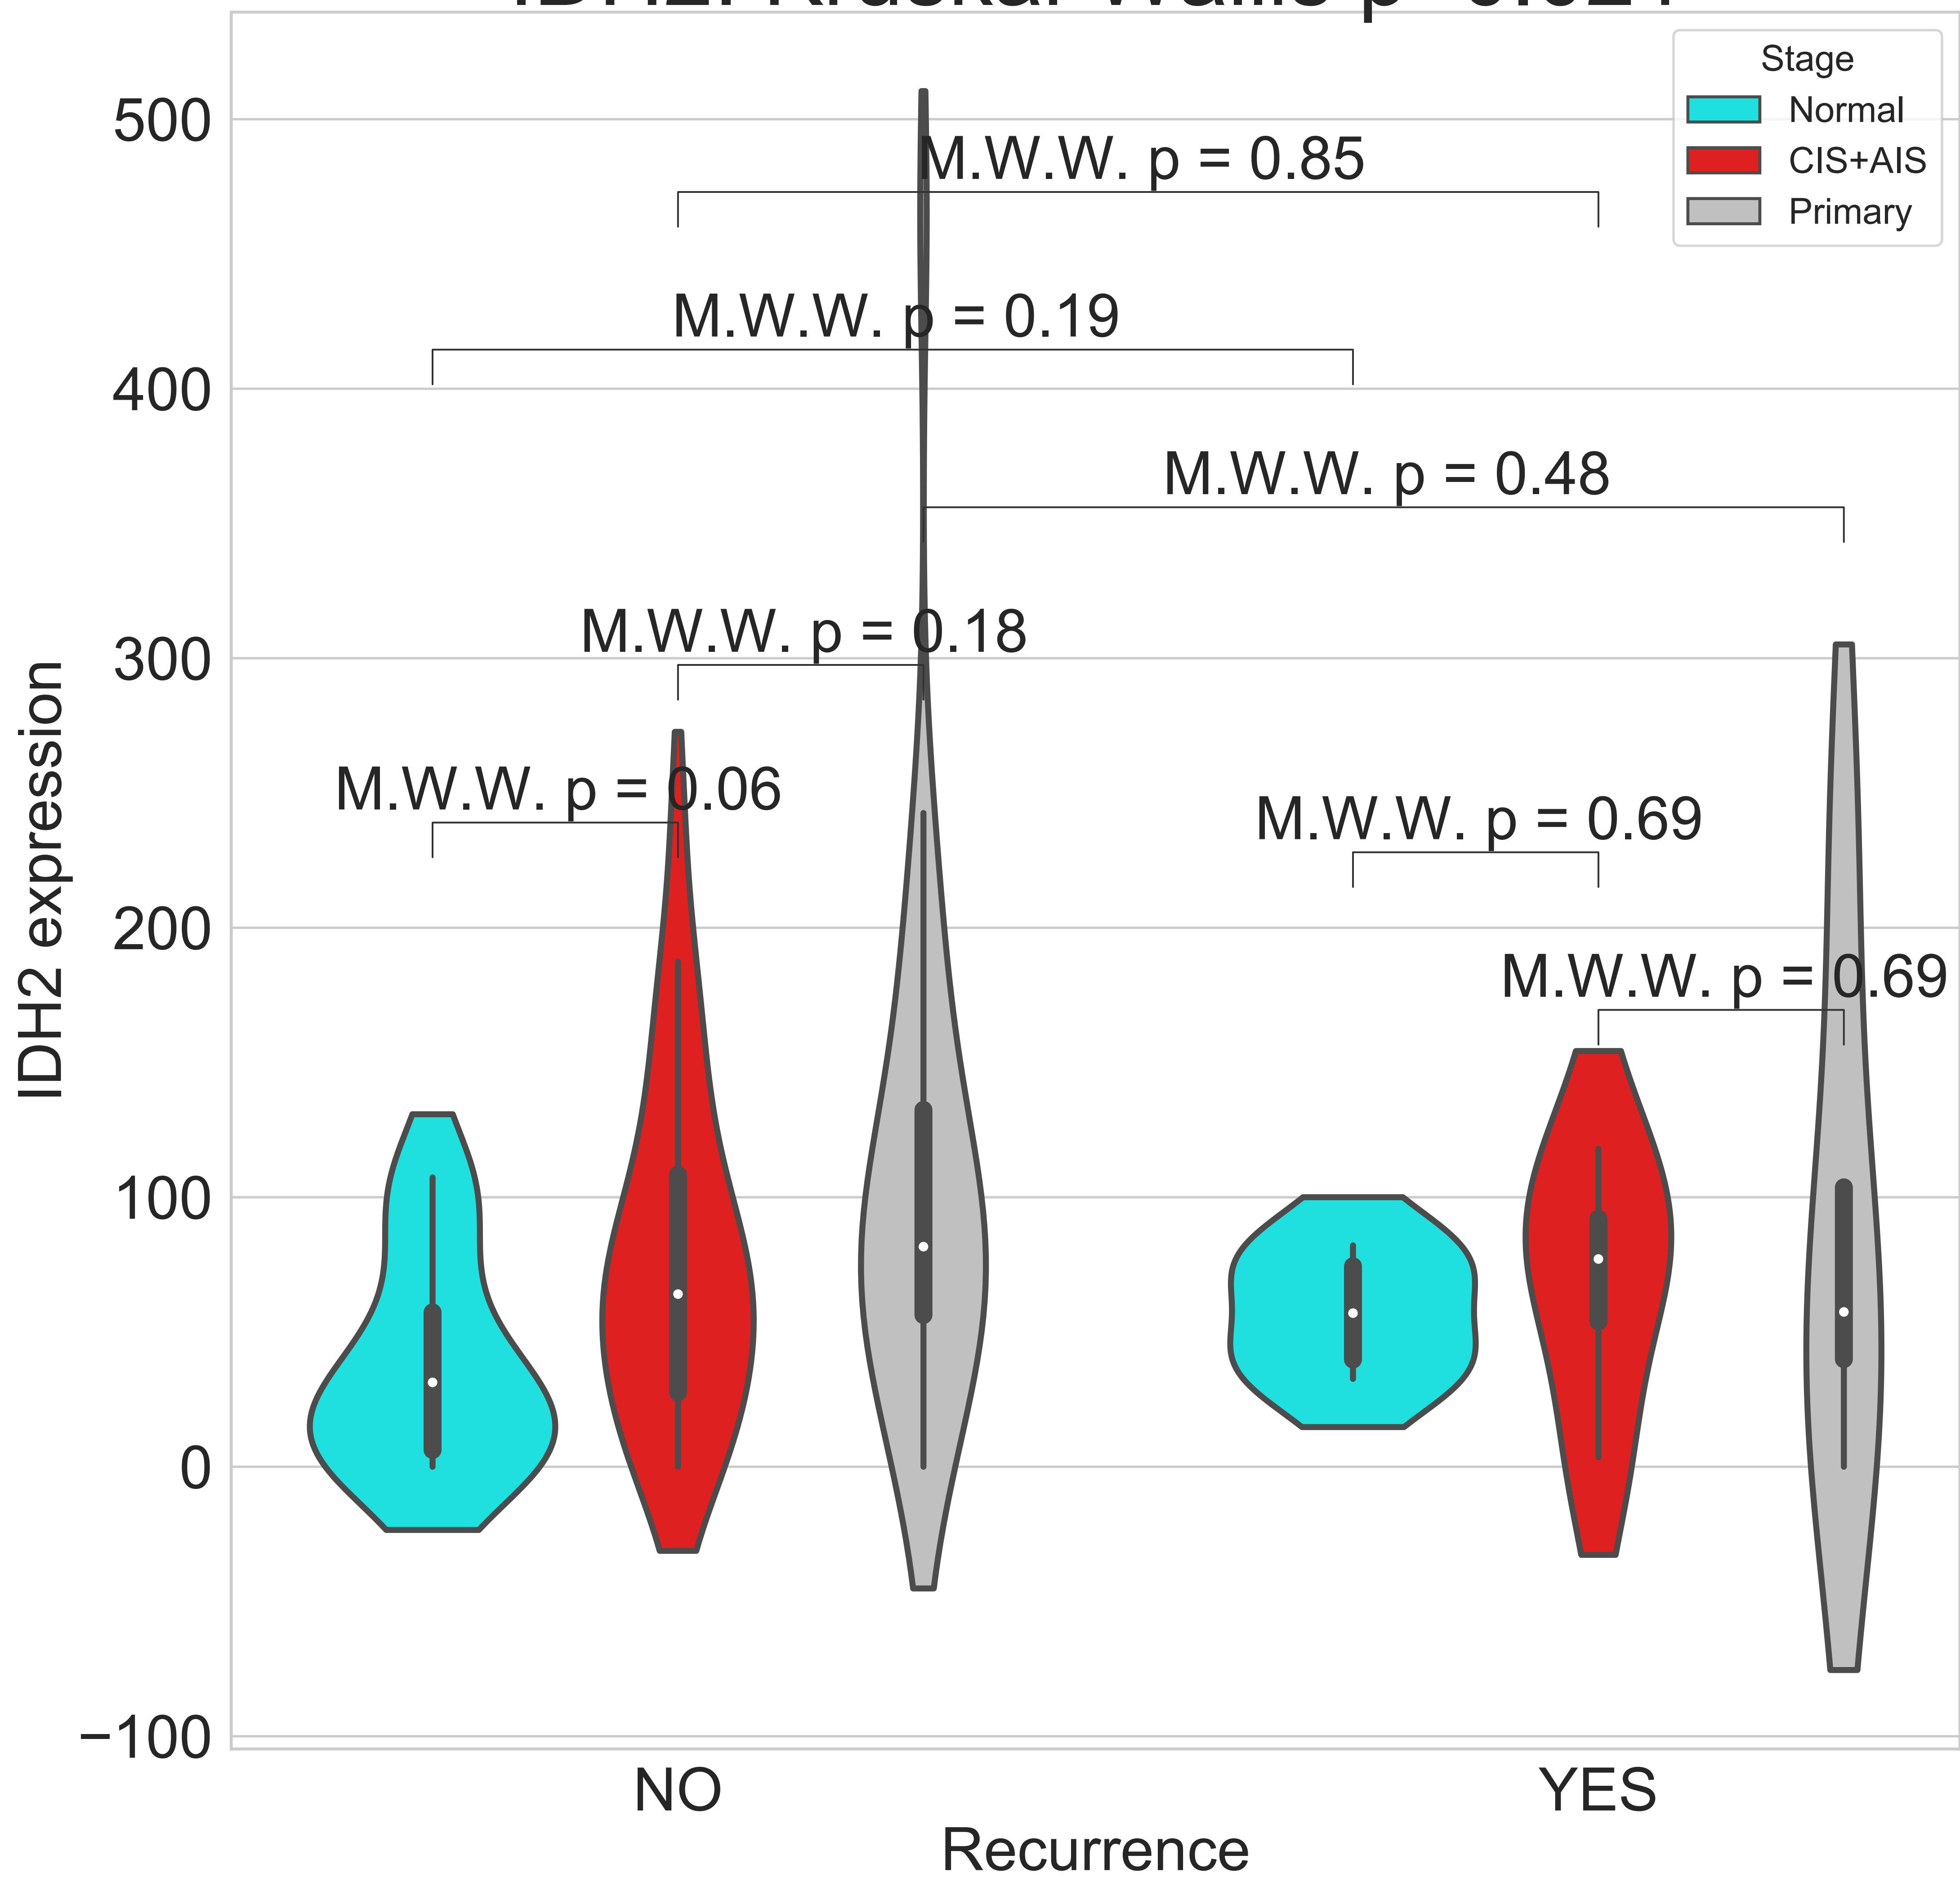 Stage
Normal
CIS+AIS
Primary
500
400
300
200
100
0
−100
IDH2 expression
M.W.W. p = 0.85
M.W.W. p = 0.19
M.W.W. p = 0.48
M.W.W. p = 0.18
M.W.W. p = 0.06
M.W.W. p = 0.69
M.W.W. p = 0.69
NO
YES
Recurrence